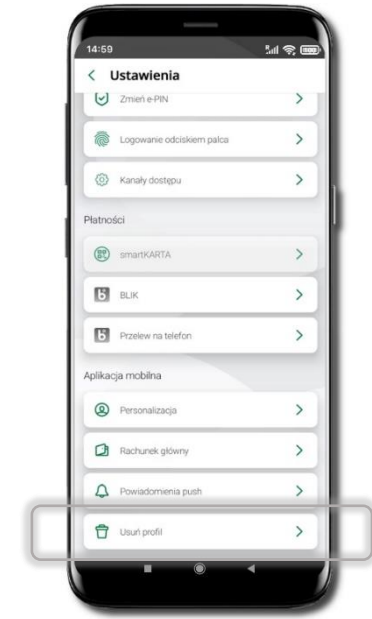 14:59
Ustawienia
Zmień e-PIN
Logowanie odciskiem palca
Kanały dostępu
Płatności
smartKARTA
BLIK
Przelew na telefon
Aplikacja mobilna
Personalizacja
Rachunek główny
Powiadomienia push
Usuń profil